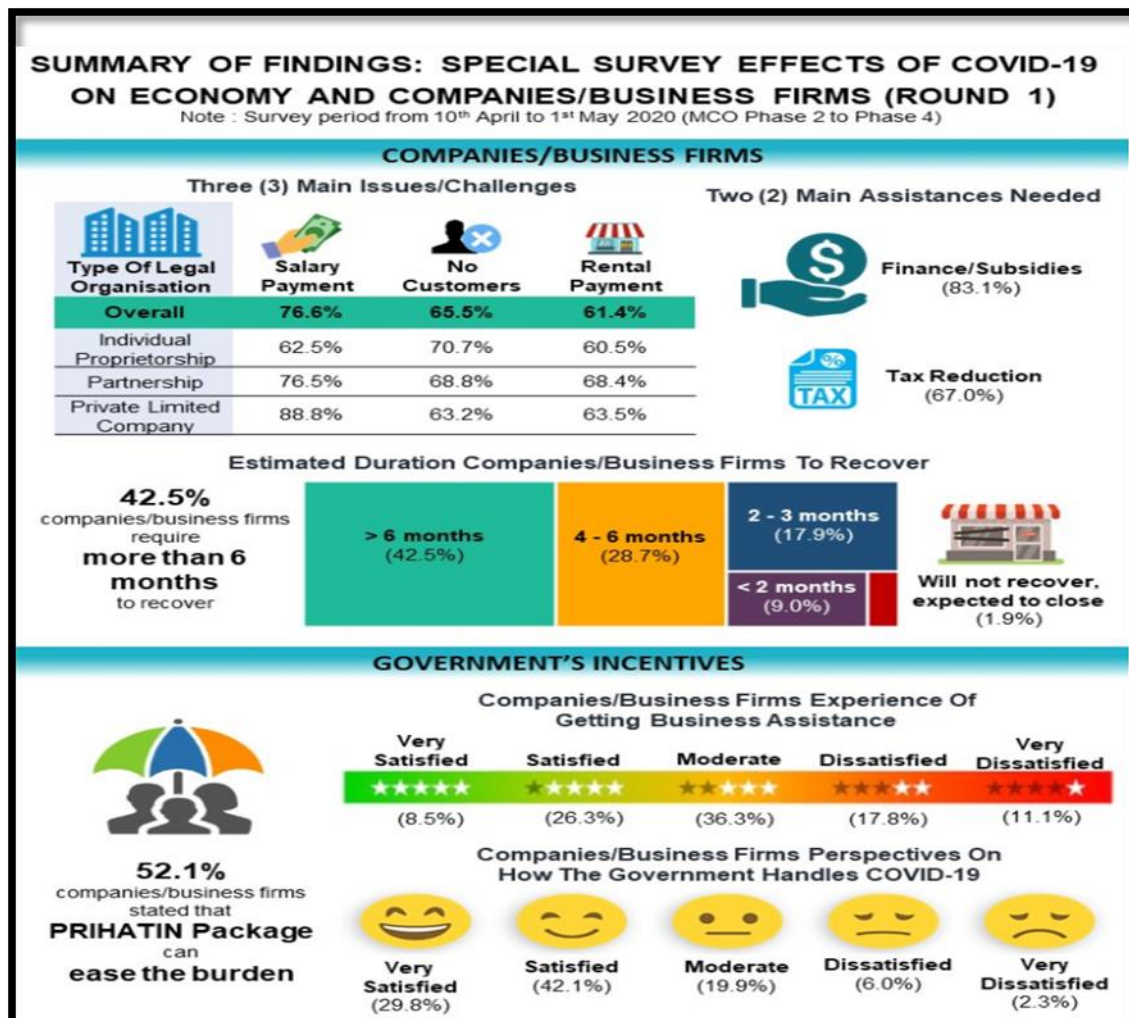 SUMMARY OF FINDINGS: SPECIAL SURVEY EFFECTS OF COVID-19
ON ECONOMY AND COMPANIES/BUSINESS FIRMS (ROUND 1)
Note : Survey period from 10th April to 1st May 2020 (MCO Phase 2 to Phase 4)
COMPANIES/BUSINESS FIRMS
Three (3) Main Issues/Challenges
Type Of Legal
Organisation
Salary
Payment
No
Customers
Rental
Payment
Overall 76.6% 65.5% 61.4%
Individual
Proprietorship
62.5% 70.7% 60.5%
Partnership 76.5% 68.8% 68.4%
Private Limited
Company
88.8% 63.2% 63.5%
Two (2) Main Assistances Needed
$
Finance/Subsidies
(83.1%)
%
TAX
Tax Reduction
(67.0%)
Estimated Duration Companies/Business Firms To Recover
42.5%
companies/business firms
require
more than 6
months
to recover
> 6 months
(42.5%)
4 - 6 months
(28.7%)
2 - 3 months
(17.9%)
< 2 months
(9.0%)
Will not recover,
expected to close
(1.9%)
GOVERNMENT'S INCENTIVES
52.1%
companies/business firms
stated that
PRIHATIN Package
can
ease the burden
Companies/Business Firms Experience Of
Getting Business Assistance
Very
Satisfied
Satisfied
Moderate
Dissatisfied
Very
Dissatisfied
(8.5%) (26.3%) (36.3%) (17.8%) (11.1%)
Companies/Business Firms Perspectives On
How The Government Handles COVID-19
Very
Satisfied
(29.8%)
Satisfied
(42.1%)
Moderate
(19.9%)
Dissatisfied
(6.0%)
Very
Dissatisfied
(2.3%)